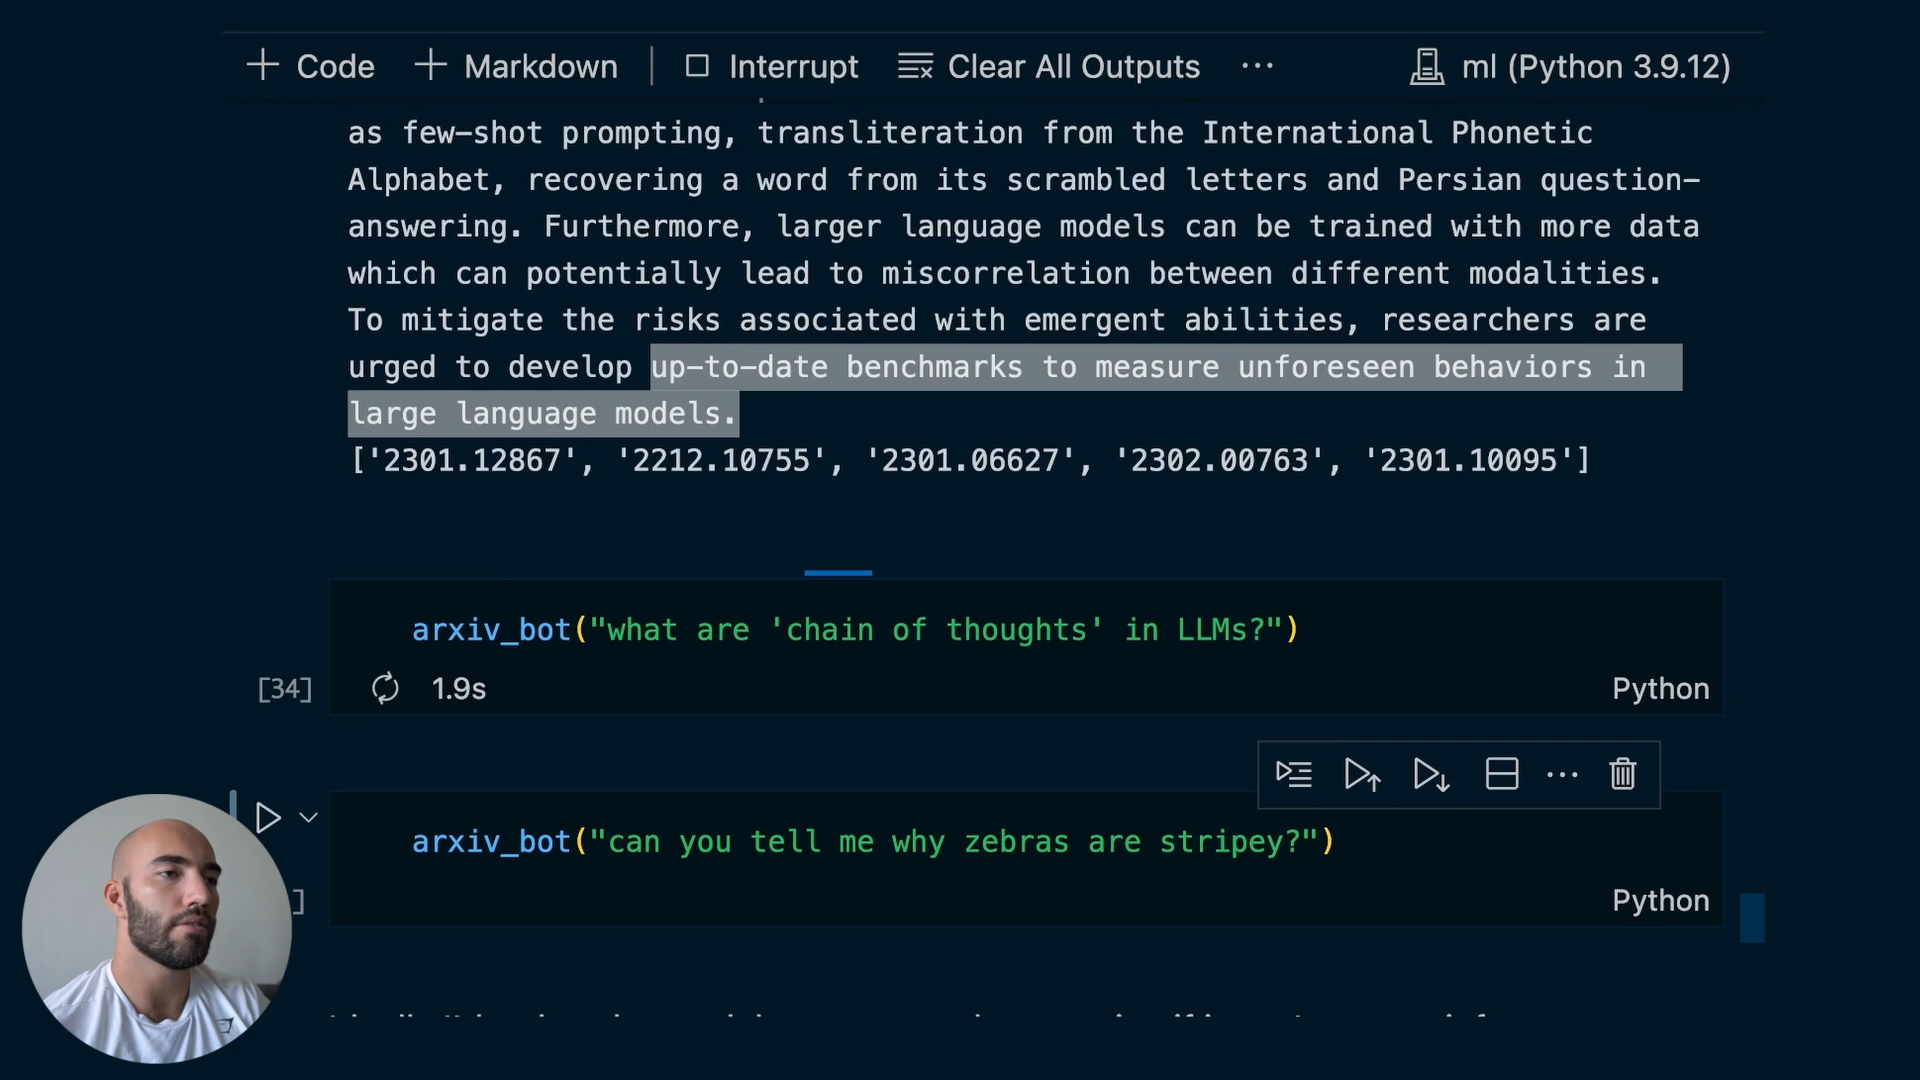 Code Markdown Interrupt Clear All Outputs ··· ml (Python 3.9.12)
as few-shot prompting, transliteration from the International Phonetic
Alphabet, recovering a word from its scrambled letters and Persian question-
answering. Furthermore, larger language models can be trained with more data
which can potentially lead to miscorrelation between different modalities.
To mitigate the risks associated with emergent abilities, researchers are
urged to develop up-to-date benchmarks to measure unforeseen behaviors in
large language models.
['2301.12867', '2212.10755', '2301.06627', '2302.00763', '2301.10095']
arxiv_bot("what are 'chain of thoughts' in LLMs?")
[34] 1.9s Python
arxiv_bot("can you tell me why zebras are stripey?")
] Python